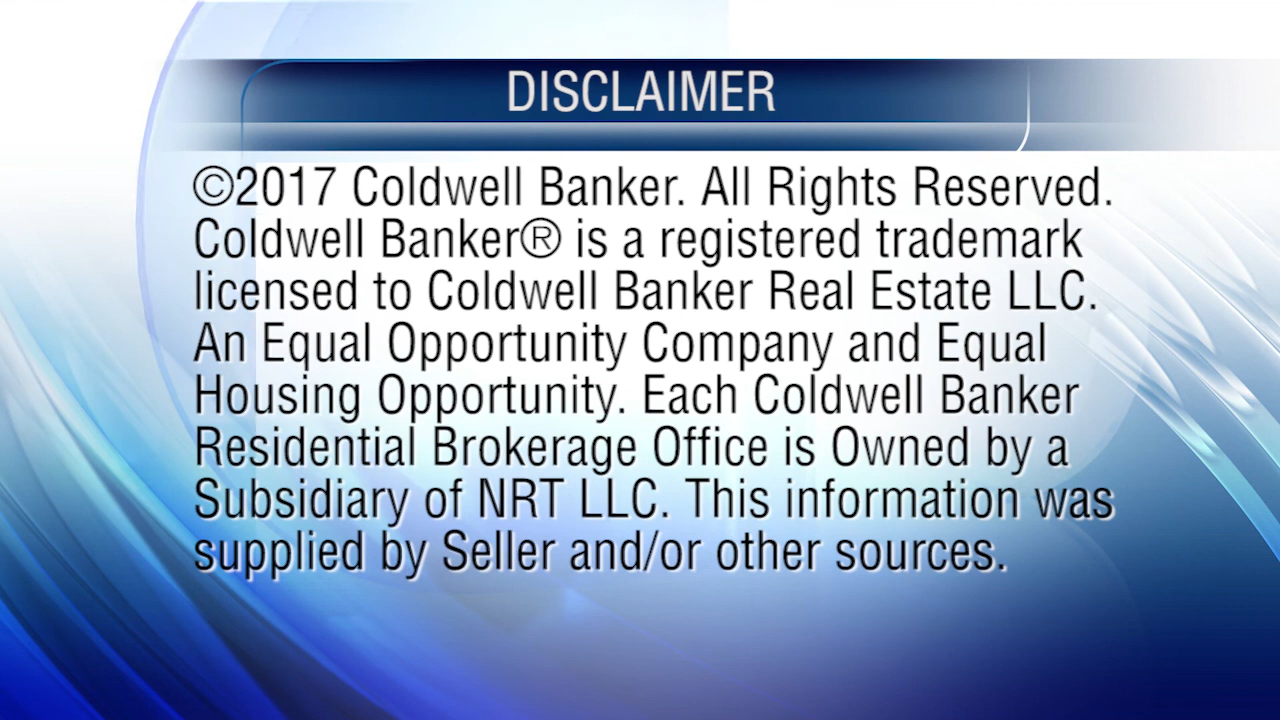 DISCLAIMER
©2017 Coldwell Banker. All Rights Reserved.
Coldwell Banker® is a registered trademark
licensed to Coldwell Banker Real Estate LLC.
An Equal Opportunity Company and Equal
Housing Opportunity. Each Coldwell Banker
Residential Brokerage Office is Owned by a
Subsidiary of NRT LLC. This information was
supplied by Seller and/or other sources.